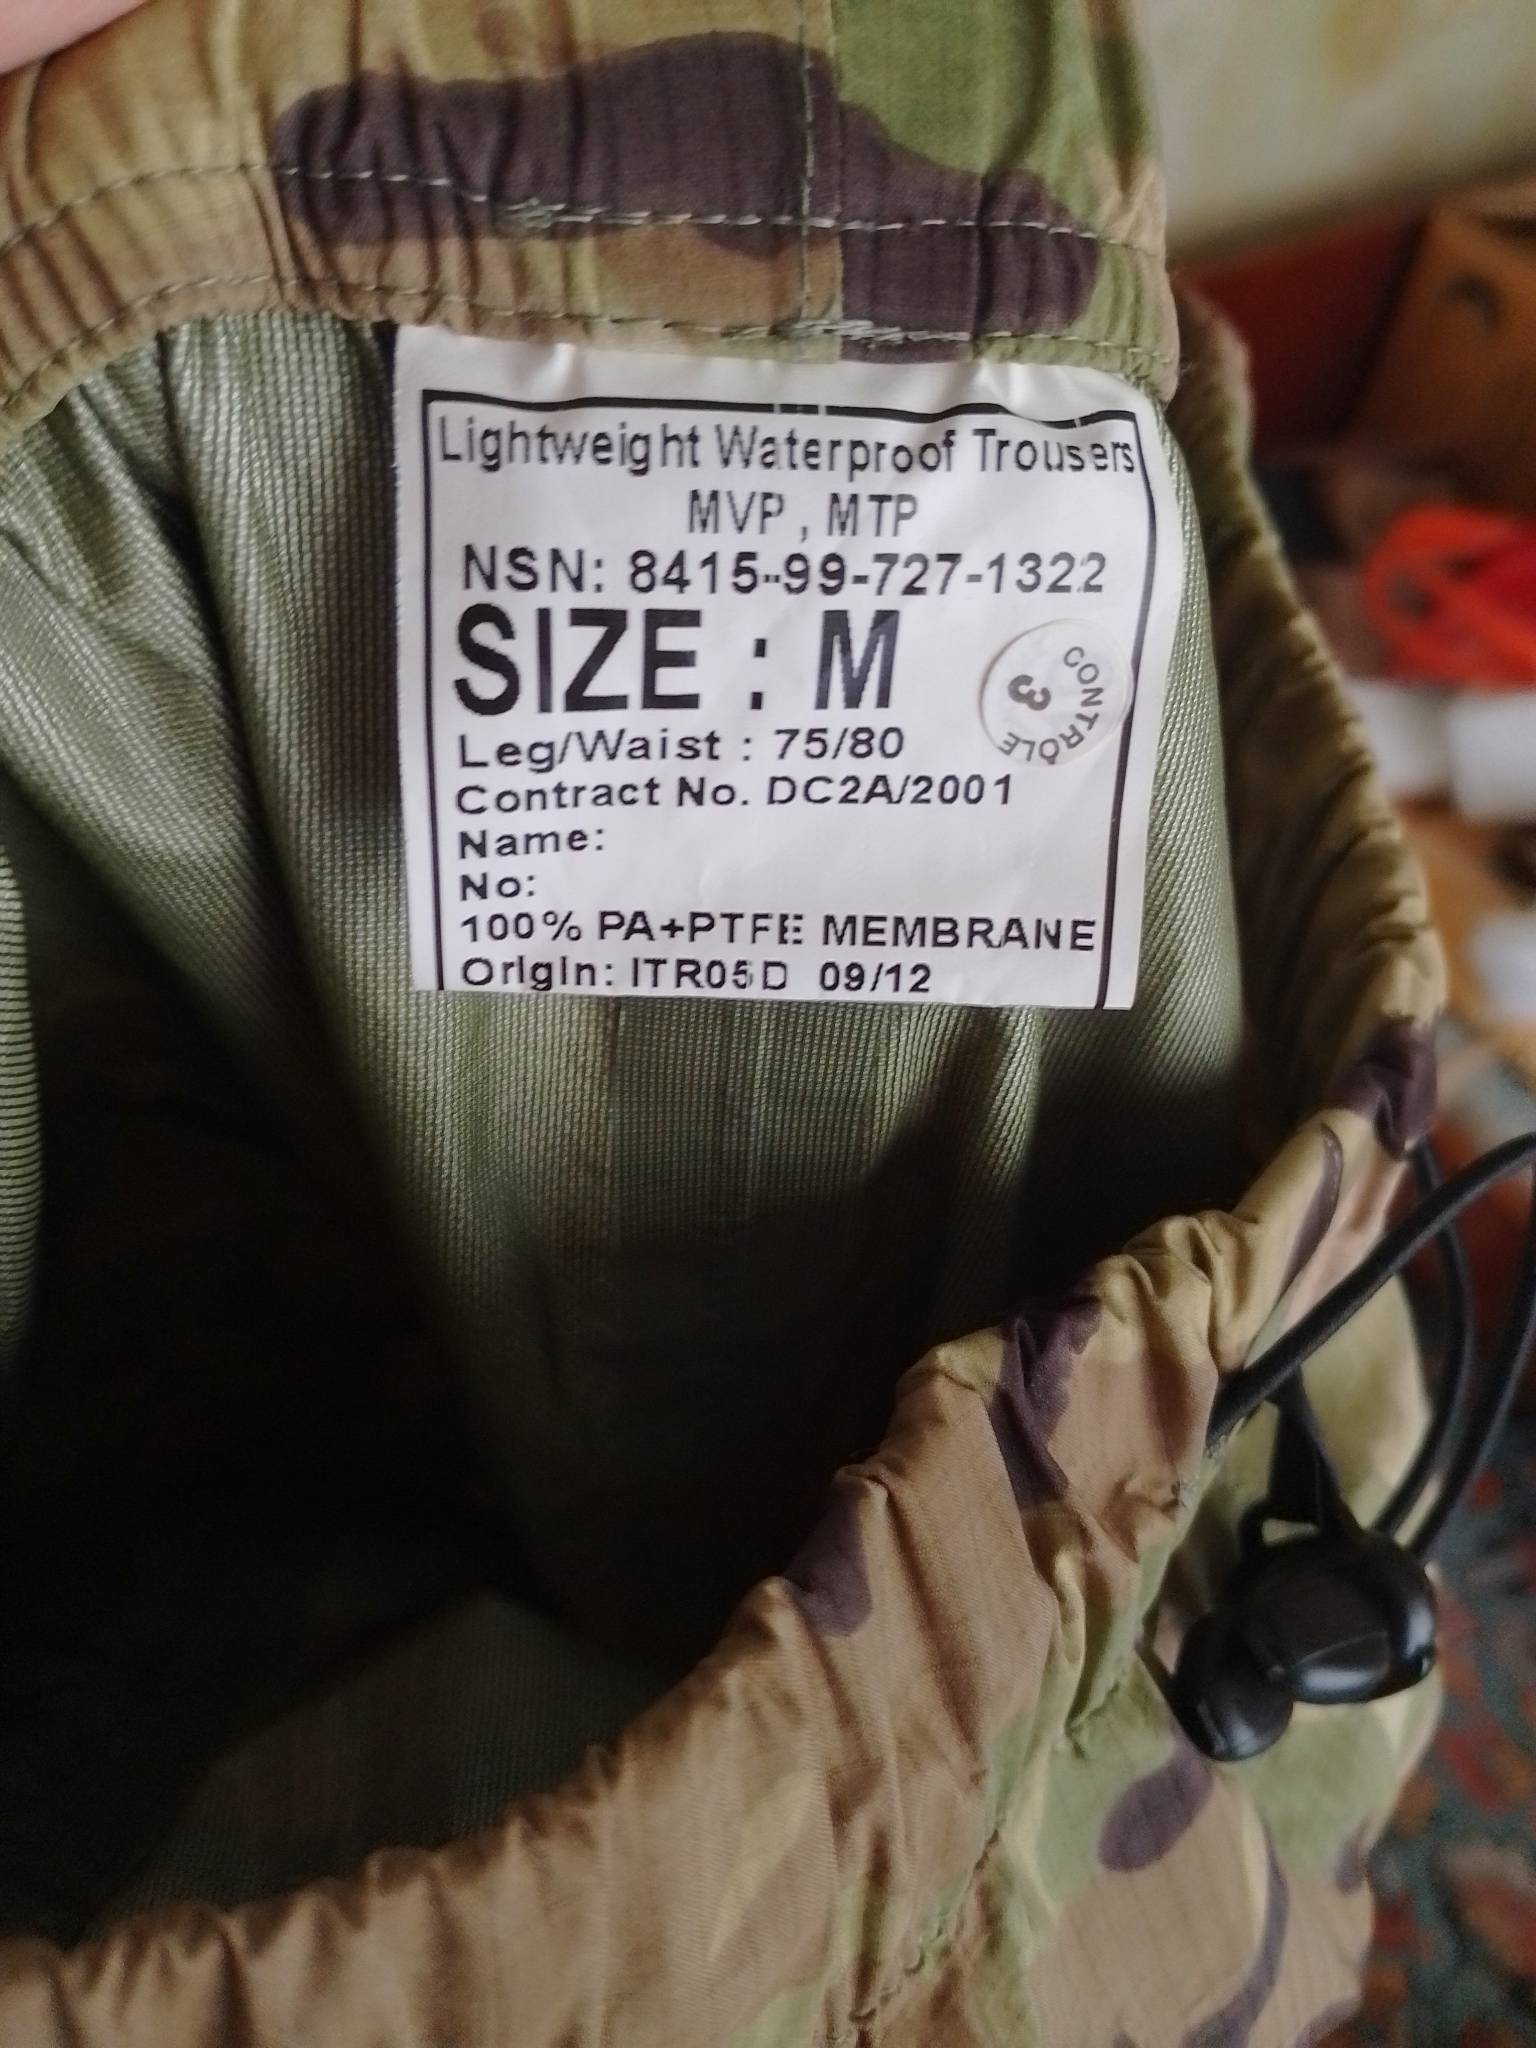 Lightweight Waterproof Trousers
MVP , MTP
NSN: 8415-99-727-1322
SIZE : M
CONTROLE
3
Leg/Waist : 75/80
Contract No. DC2A/2001
Name:
No:
100% PA+PTFE MEMBRANE
Origin: ITR05D 09/12